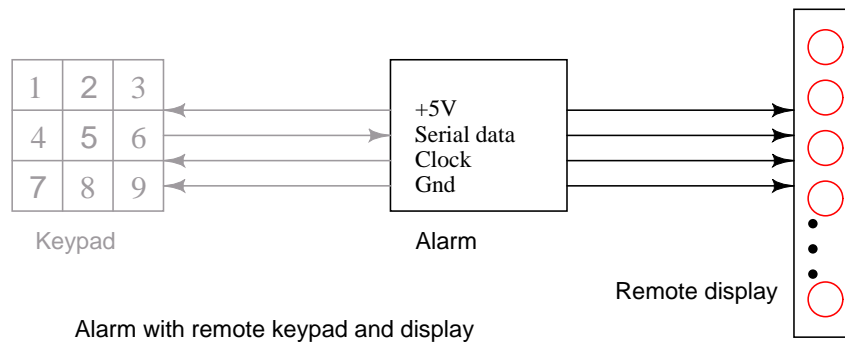 1 2 3
4 5 6
7 8 9
Keypad
+5V
Serial data
Clock
Gnd
Alarm
Remote display
Alarm with remote keypad and display